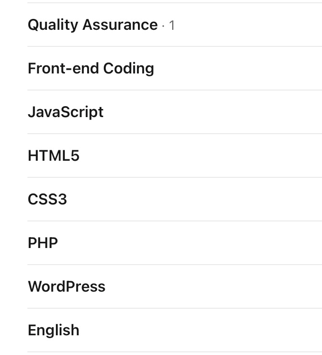 Quality Assurance · 1
Front-end Coding
JavaScript
HTML5
CSS3
PHP
WordPress
English